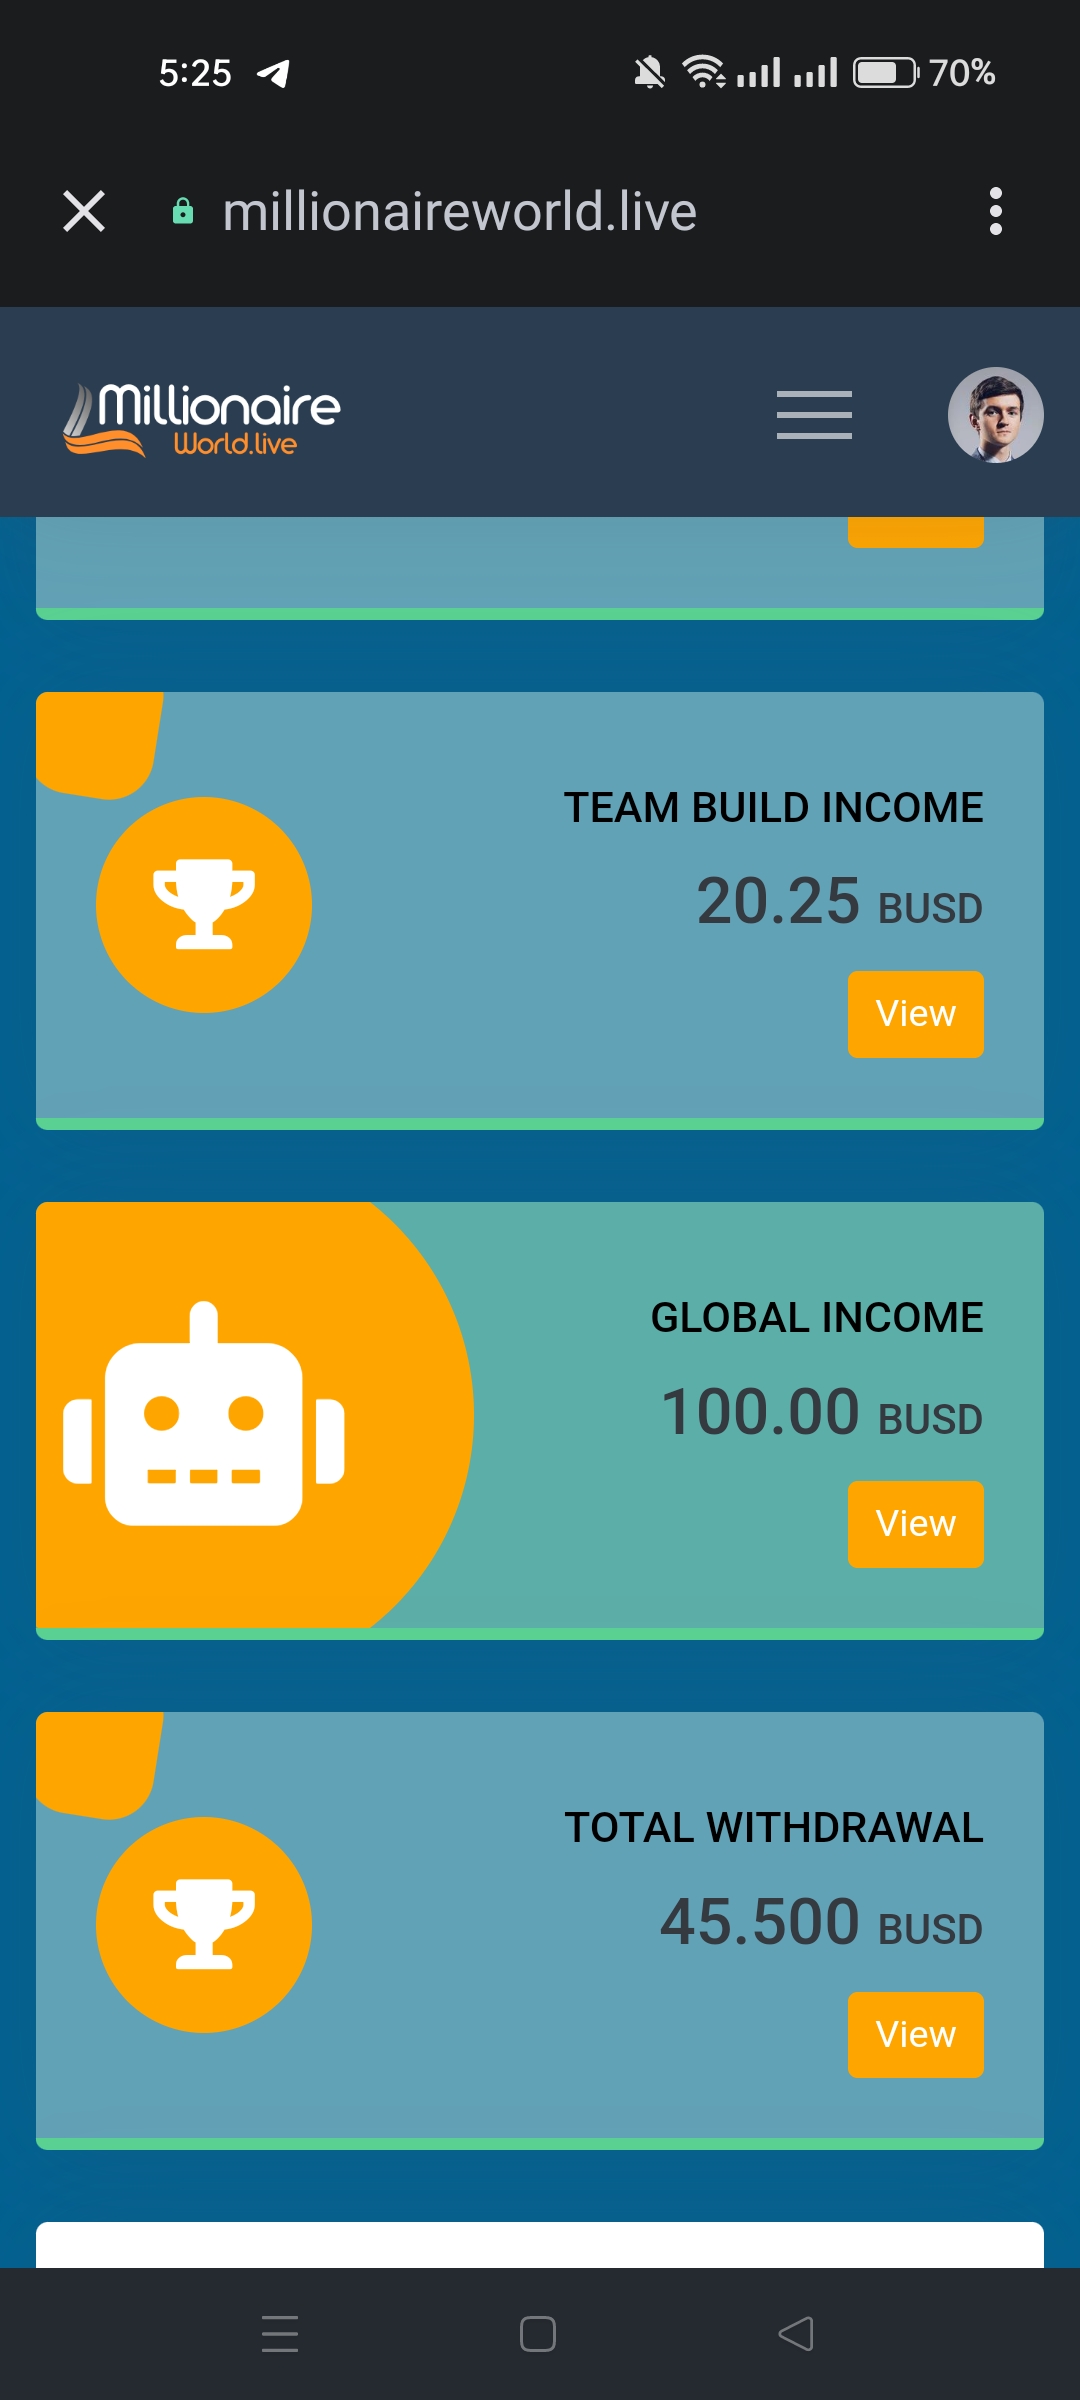 5:25
70%
millionaireworld.live
Millionaire
World.live
TEAM BUILD INCOME
20.25 BUSD
View
GLOBAL INCOME
100.00 BUSD
View
TOTAL WITHDRAWAL
45.500 BUSD
View